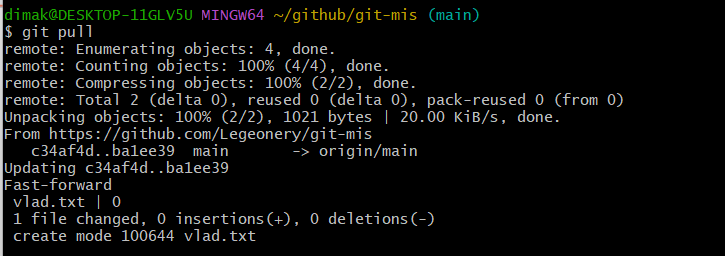 dimak@DESKTOP-11GLV5U MINGW64 ~/github/git-mis (main)
$ git pull
remote: Enumerating objects: 4, done.
remote: Counting objects: 100% (4/4), done.
remote: Compressing objects: 100% (2/2), done.
remote: Total 2 (delta 0), reused 0 (delta 0), pack-reused 0 (from 0)
Unpacking objects: 100% (2/2), 1021 bytes | 20.00 KiB/s, done.
From https://github.com/Legeonery/git-mis
   c34af4d..ba1ee39  main       -> origin/main
Updating c34af4d..ba1ee39
Fast-forward
 vlad.txt | 0
 1 file changed, 0 insertions(+), 0 deletions(-)
 create mode 100644 vlad.txt